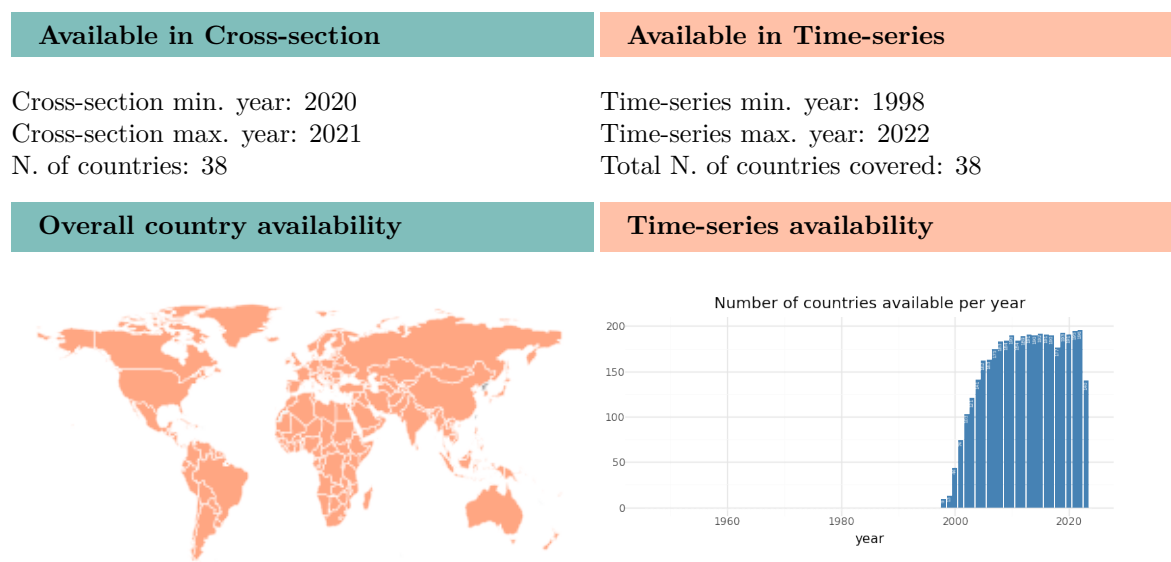 Available in Cross-section
Available in Time-series
Cross-section min. year: 2020
Cross-section max. year: 2021
N. of countries: 38
Time-series min. year: 1998
Time-series max. year: 2022
Total N. of countries covered: 38
Overall country availability
Time-series availability
Number of countries available per year
200
150
100
50
0
1960
1980
2000
2020
year